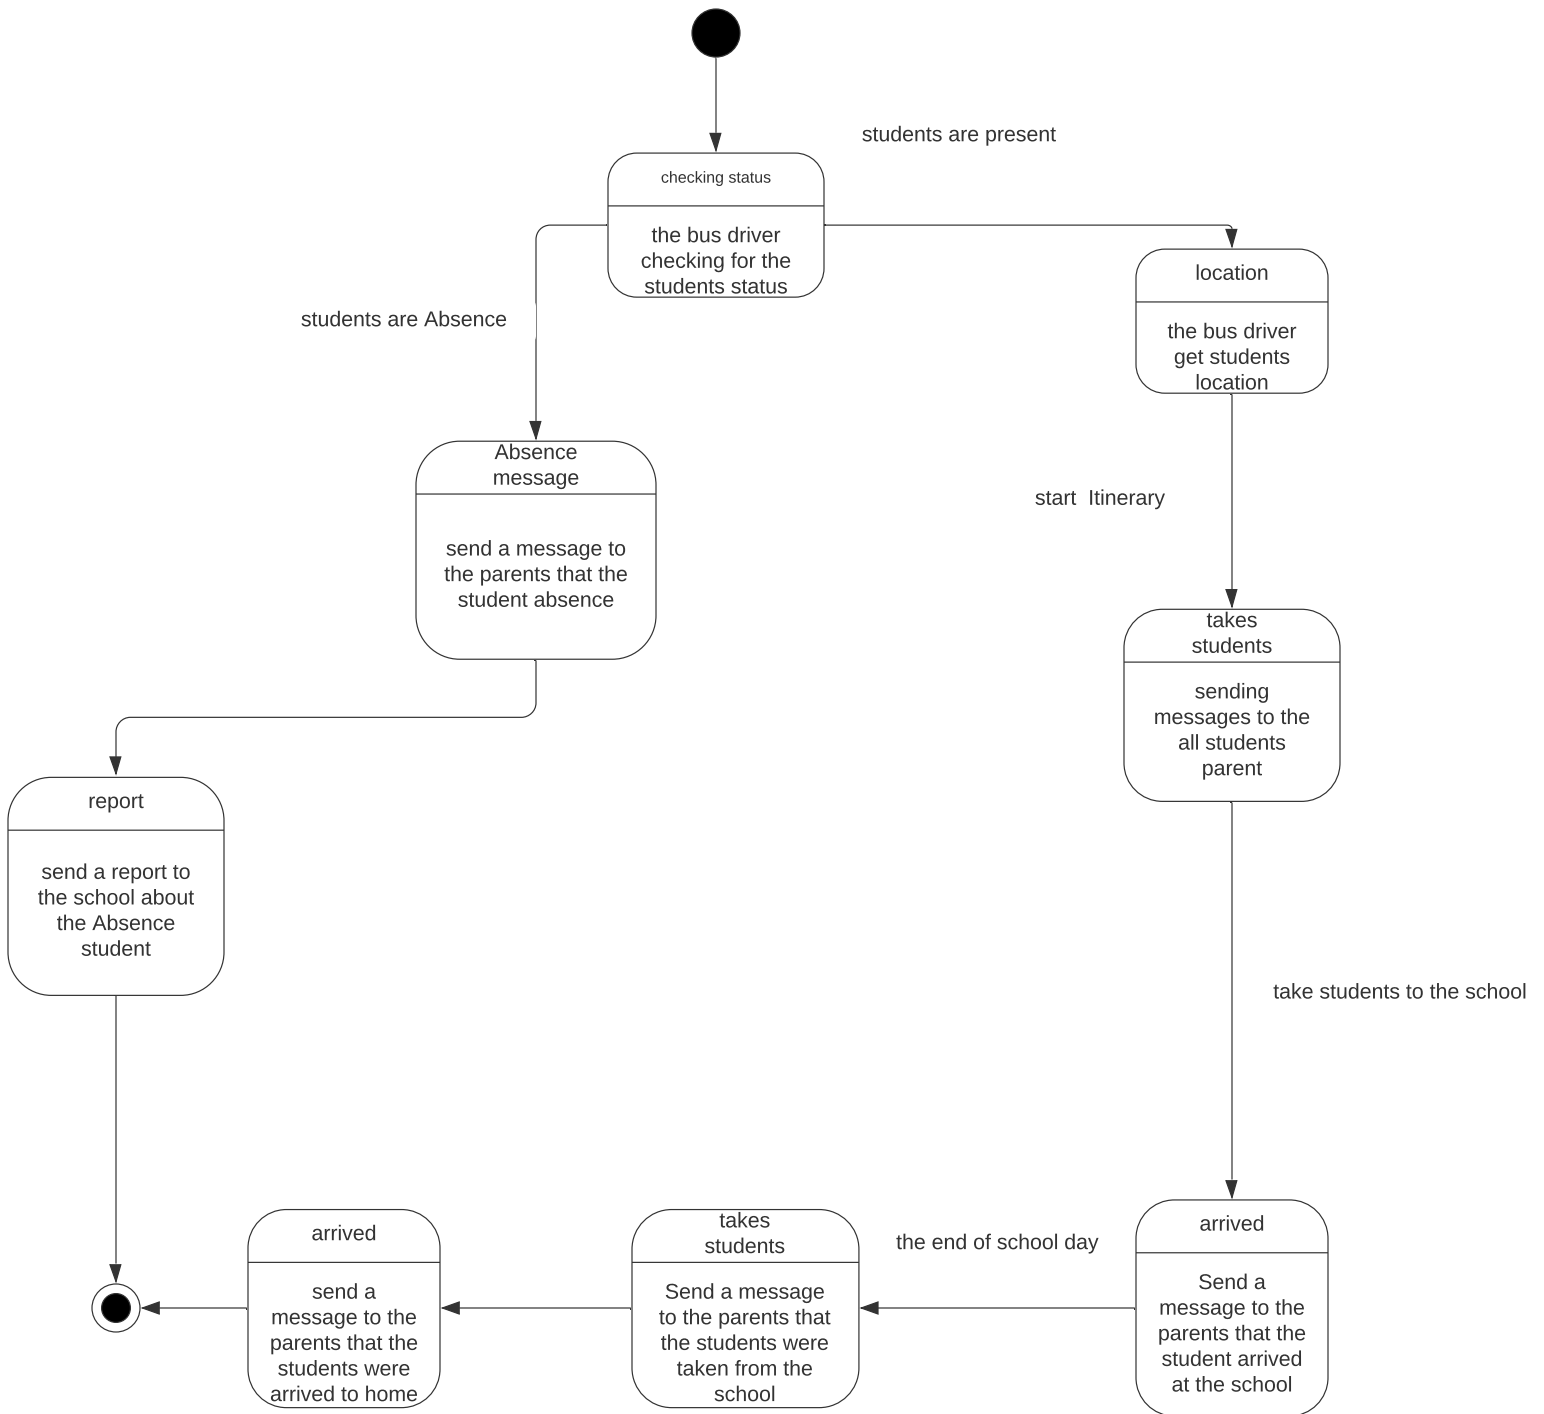 students are present
checking status
the bus driver
checking for the
students status
location
the bus driver
get students
location
students are Absence
Absence
message
send a message to
the parents that the
student absence
start  Itinerary
takes
students
sending
messages to the
all students
parent
report
send a report to
the school about
the Absence
student
take students to the school
arrived
send a
message to the
parents that the
students were
arrived to home
takes
students
Send a message
to the parents that
the students were
taken from the
school
the end of school day
arrived
Send a
message to the
parents that the
student arrived
at the school